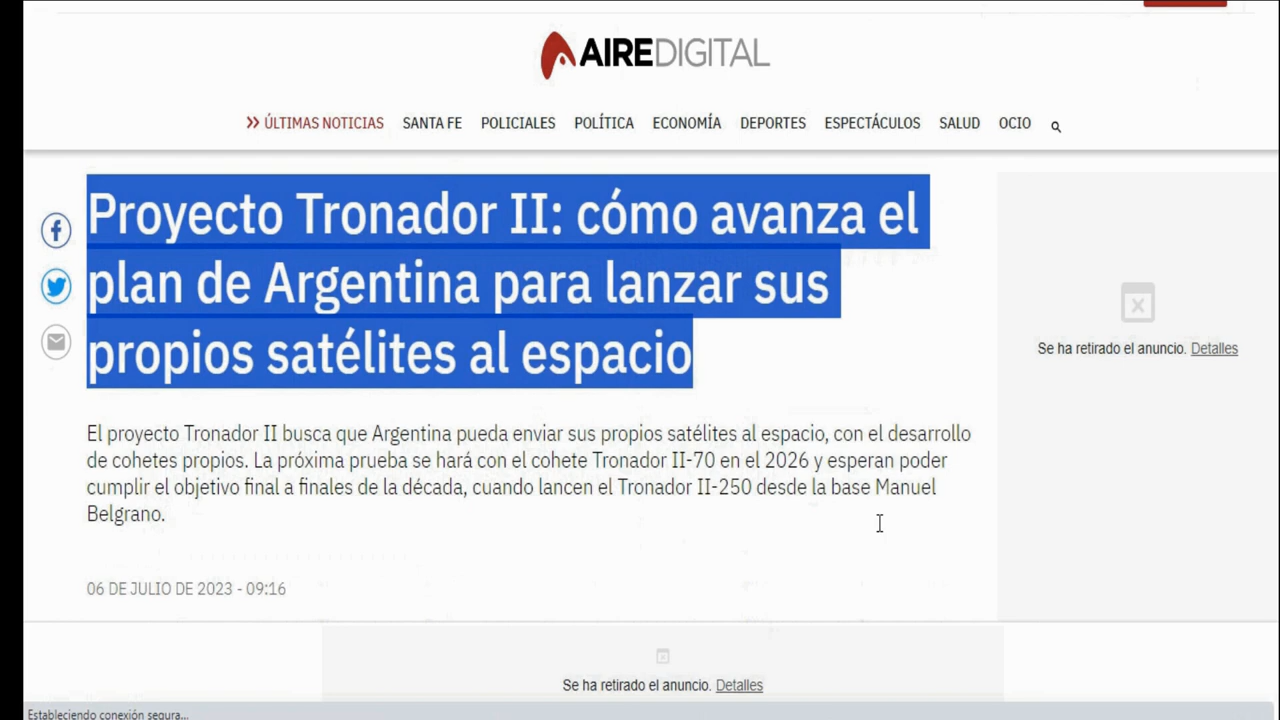 AIREDIGITAL
ÚLTIMAS NOTICIAS SANTA FE POLICIALES POLÍTICA ECONOMÍA DEPORTES ESPECTÁCULOS SALUD OCIO
Proyecto Tronador II: cómo avanza el
plan de Argentina para lanzar sus
propios satélites al espacio
Se ha retirado el anuncio. Detalles
El proyecto Tronador II busca que Argentina pueda enviar sus propios satélites al espacio, con el desarrollo
de cohetes propios. La próxima prueba se hará con el cohete Tronador II-70 en el 2026 y esperan poder
cumplir el objetivo final a finales de la década, cuando lancen el Tronador II-250 desde la base Manuel
Belgrano.
06 DE JULIO DE 2023 - 09:16
Se ha retirado el anuncio. Detalles
Estableciendo conexión segura...